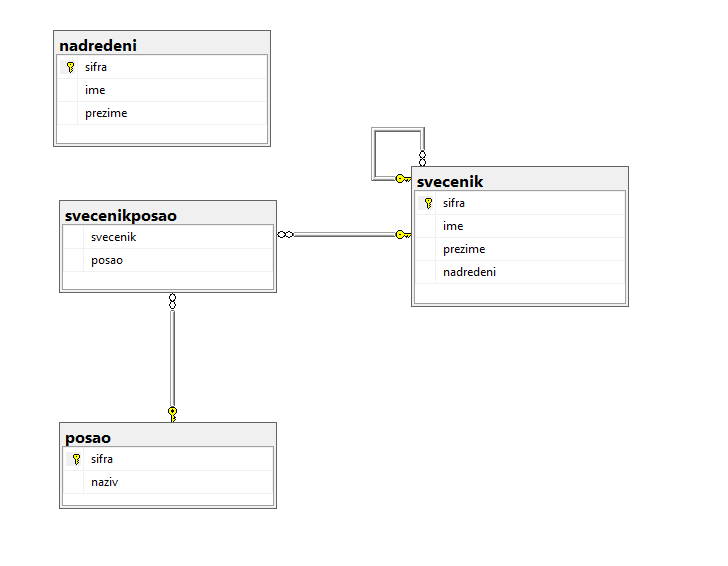 nadredeni
sifra
ime
prezime
svecenik
sifra
ime
prezime
nadredeni
svecenikposao
svecenik
posao
posao
sifra
naziv